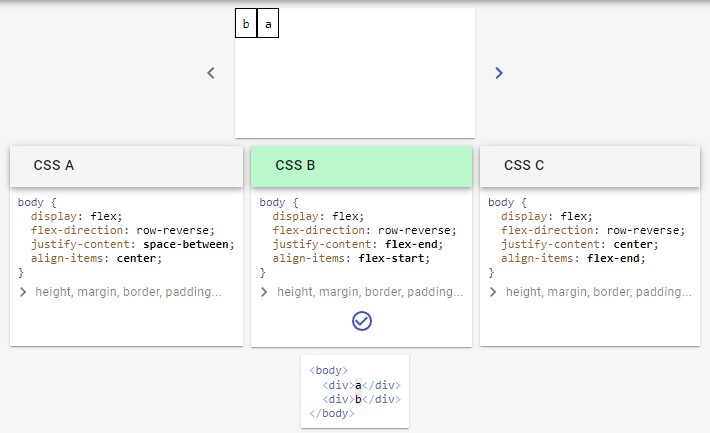 b a
CSS A
body {
  display: flex;
  flex-direction: row-reverse;
  justify-content: space-between;
  align-items: center;
}
height, margin, border, padding...
CSS B
body {
  display: flex;
  flex-direction: row-reverse;
  justify-content: flex-end;
  align-items: flex-start;
}
height, margin, border, padding...
CSS C
body {
  display: flex;
  flex-direction: row-reverse;
  justify-content: center;
  align-items: flex-end;
}
height, margin, border, padding...
<body>
  <div>a</div>
  <div>b</div>
</body>